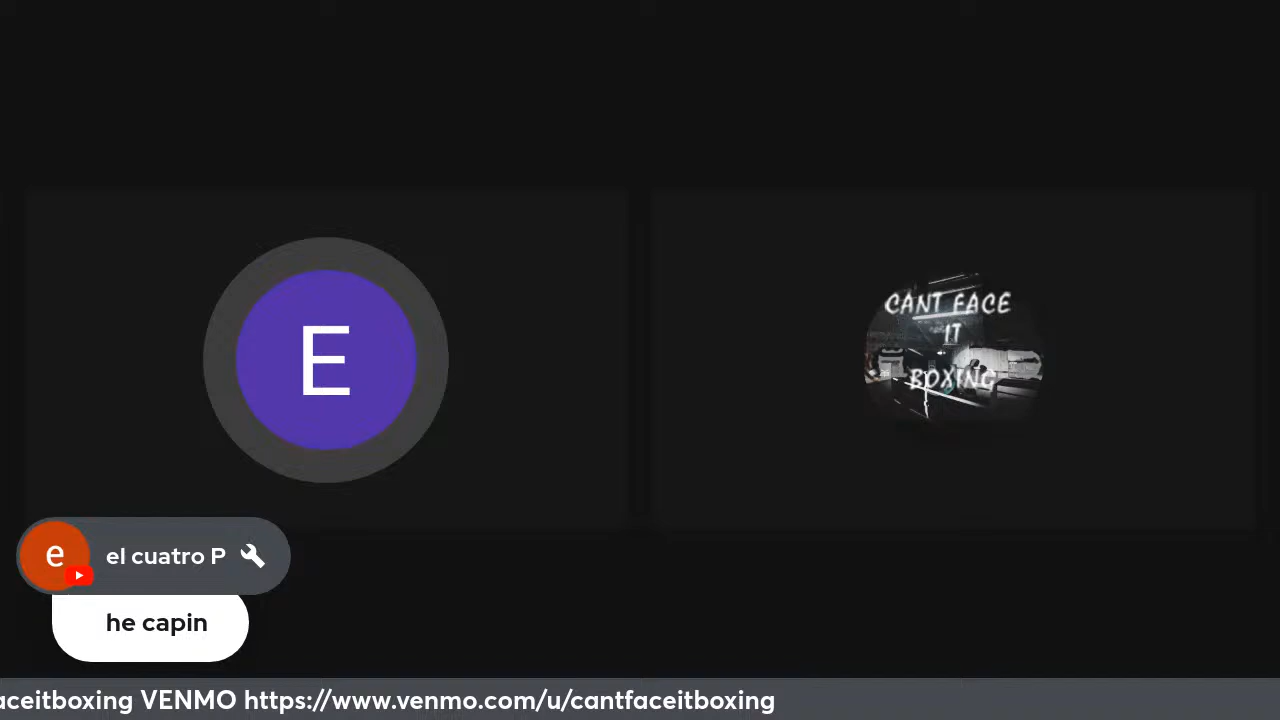 E
CANT FACE
IT
BOXING
e
el cuatro P
he capin
aceitboxing VENMO https://www.venmo.com/u/cantfaceitboxing